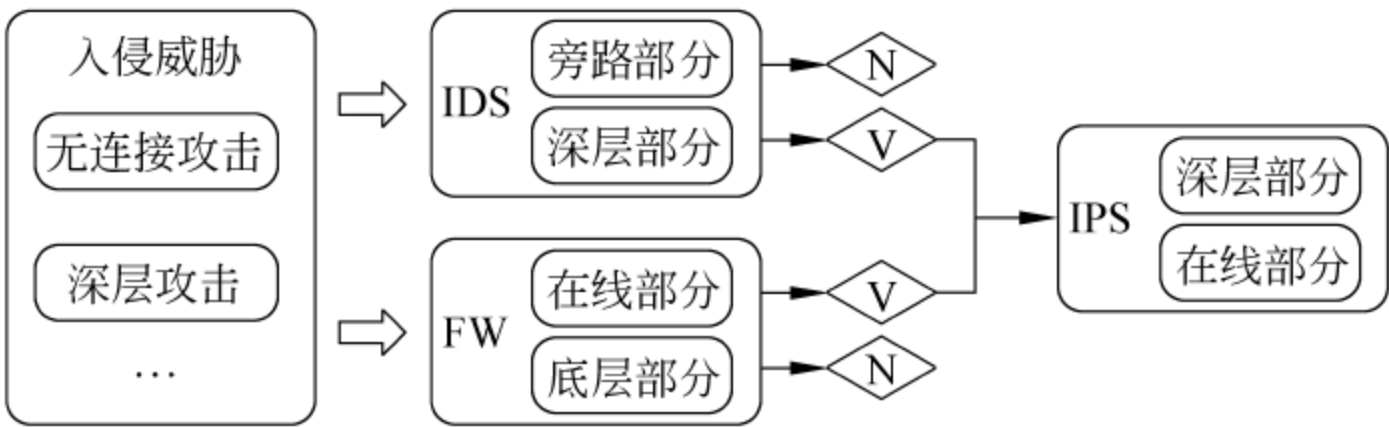 入侵威胁
无连接攻击
深层攻击
…
IDS
旁路部分
深层部分
N
V
FW
在线部分
底层部分
V
N
IPS
深层部分
在线部分